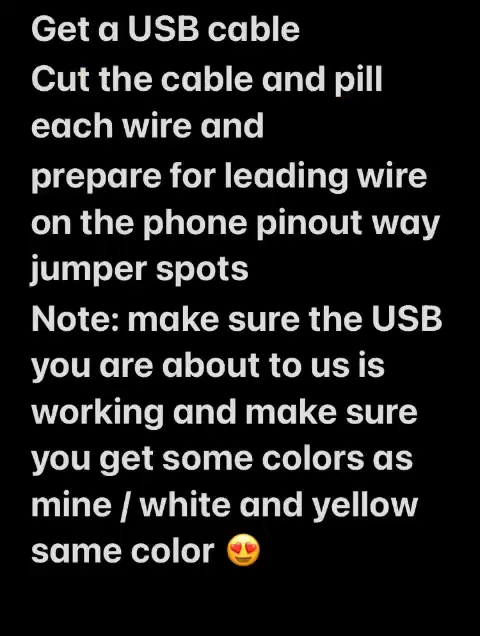 Get a USB cable
Cut the cable and pill
each wire and
prepare for leading wire
on the phone pinout way
jumper spots
Note: make sure the USB
you are about to us is
working and make sure
you get some colors as
mine / white and yellow
same color 😍